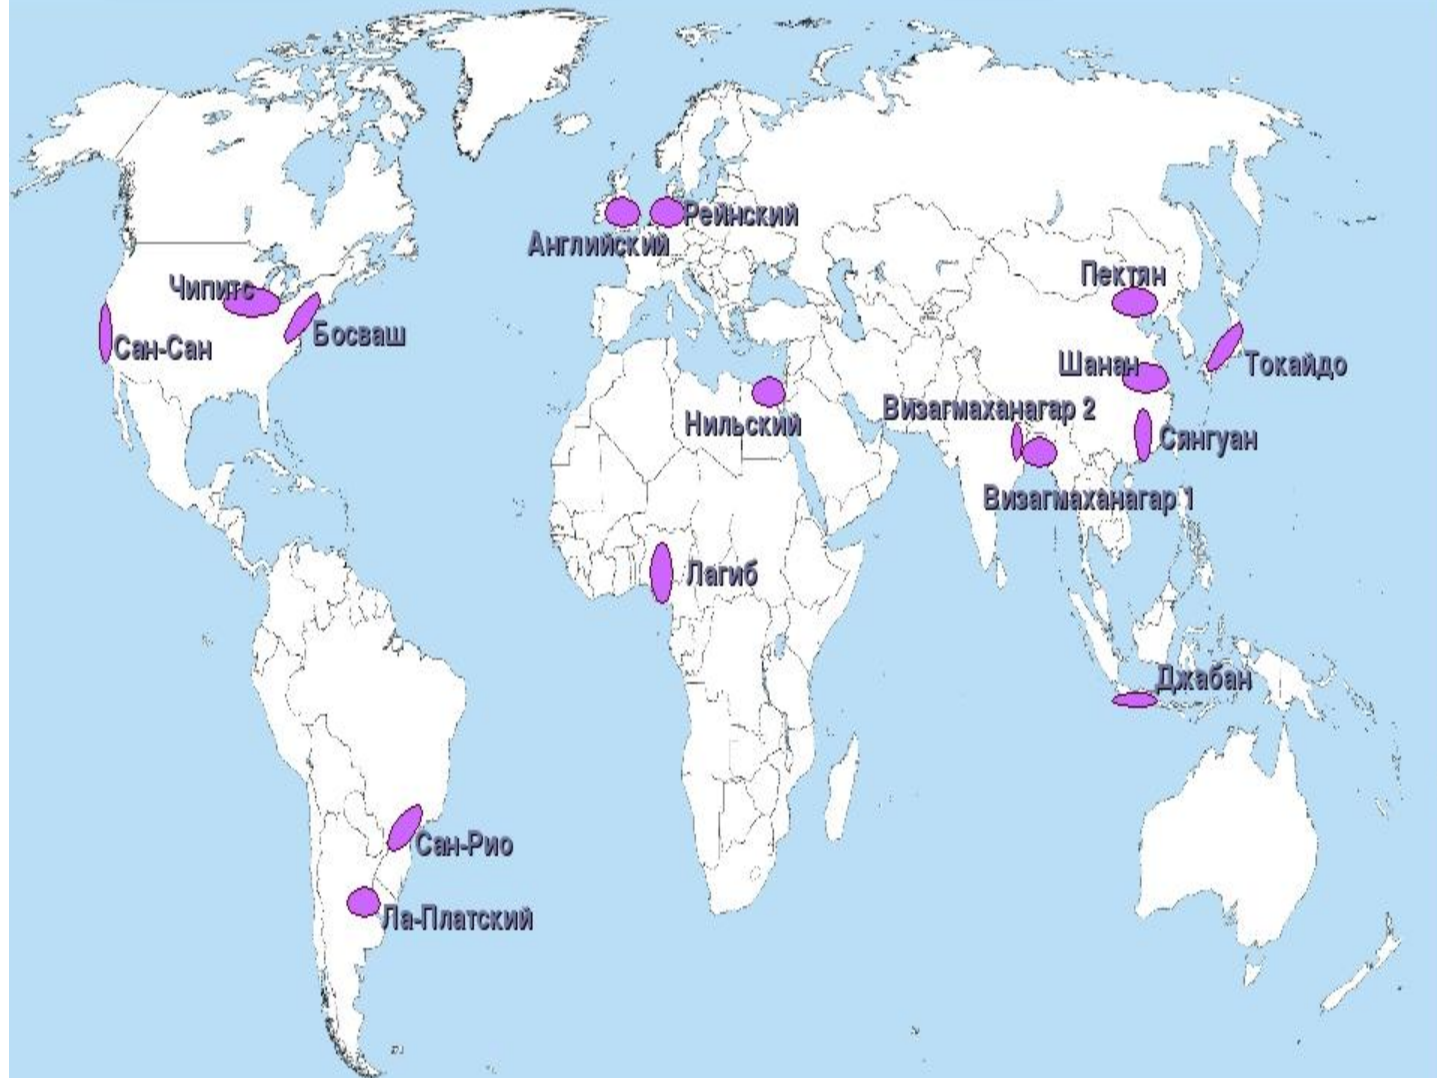 Рейнский
Английский
Чипитс
Пектян
Босваш
Сан-Сан
Шанан
Токайдо
Нильский
Визагмаханагар 2
Сянгуан
Визагмаханагар 1
Лагиб
Джабан
Сан-Рио
Ла-Платский